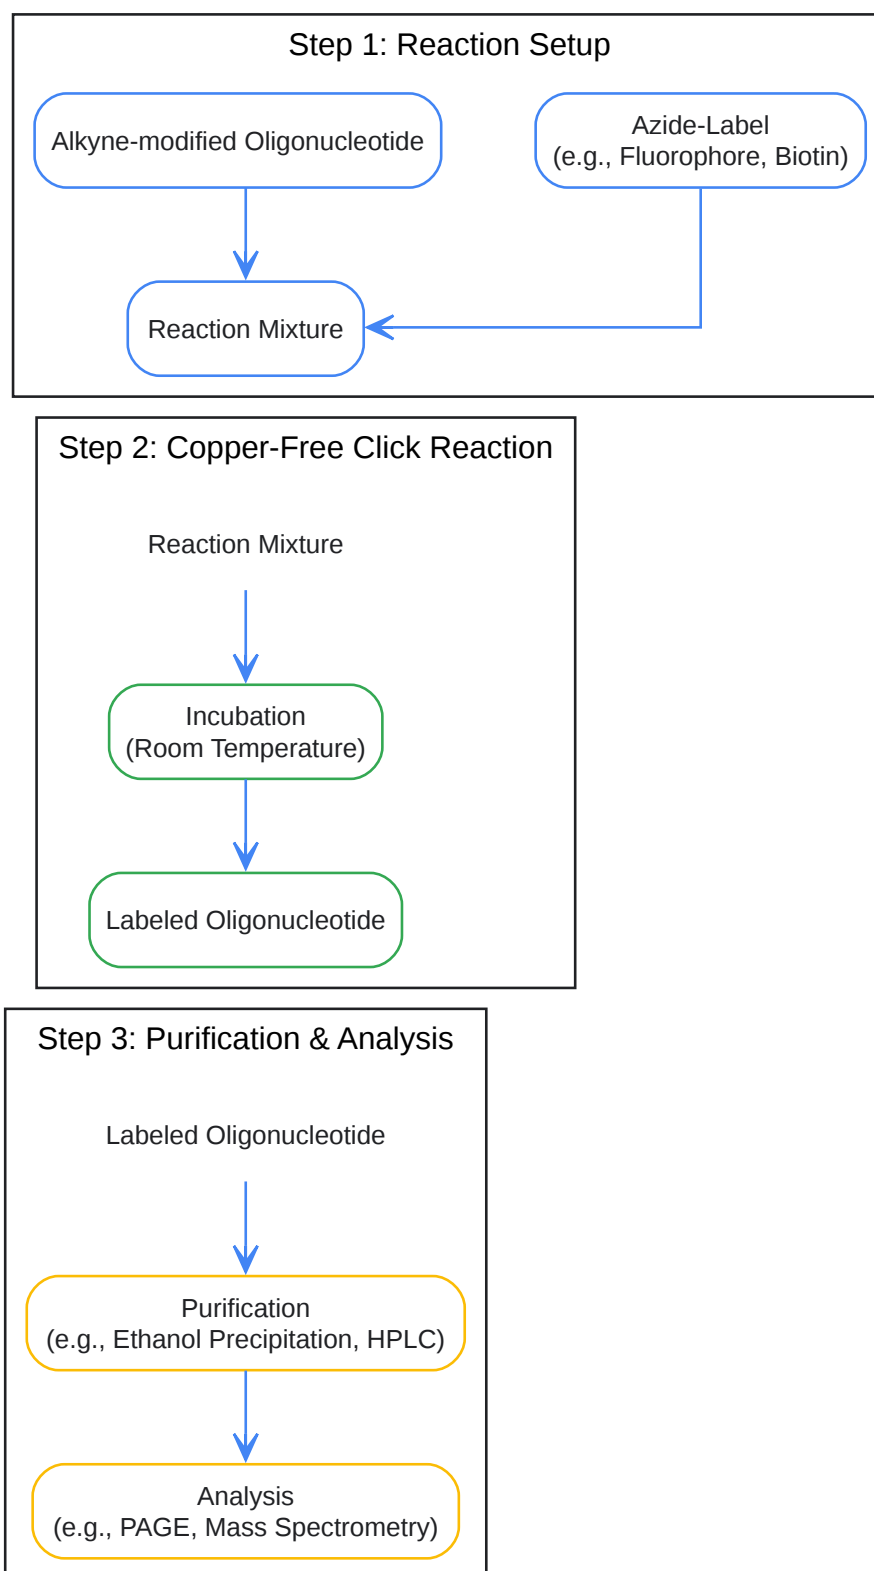 Step 1: Reaction Setup
Alkyne-modified Oligonucleotide
Azide-Label
(e.g., Fluorophore, Biotin)
Reaction Mixture
Step 2: Copper-Free Click Reaction
Reaction Mixture
Incubation
(Room Temperature)
Labeled Oligonucleotide
Step 3: Purification & Analysis
Labeled Oligonucleotide
Purification
(e.g., Ethanol Precipitation, HPLC)
Analysis
(e.g., PAGE, Mass Spectrometry)